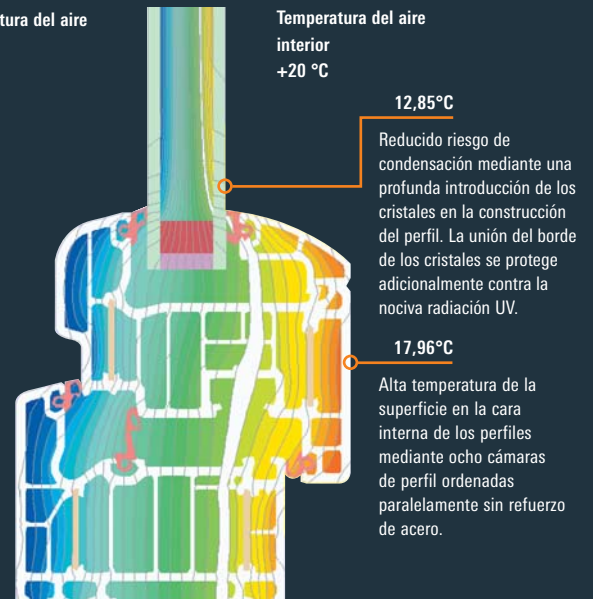 tura del aire
Temperatura del aire
interior
+20 °C
12,85°C
Reducido riesgo de
condensación mediante una
profunda introducción de los
cristales en la construcción
del perfil. La unión del borde
de los cristales se protege
adicionalmente contra la
nociva radiación UV.
17,96°C
Alta temperatura de la
superficie en la cara
interna de los perfiles
mediante ocho cámaras
de perfil ordenadas
paralelamente sin refuerzo
de acero.